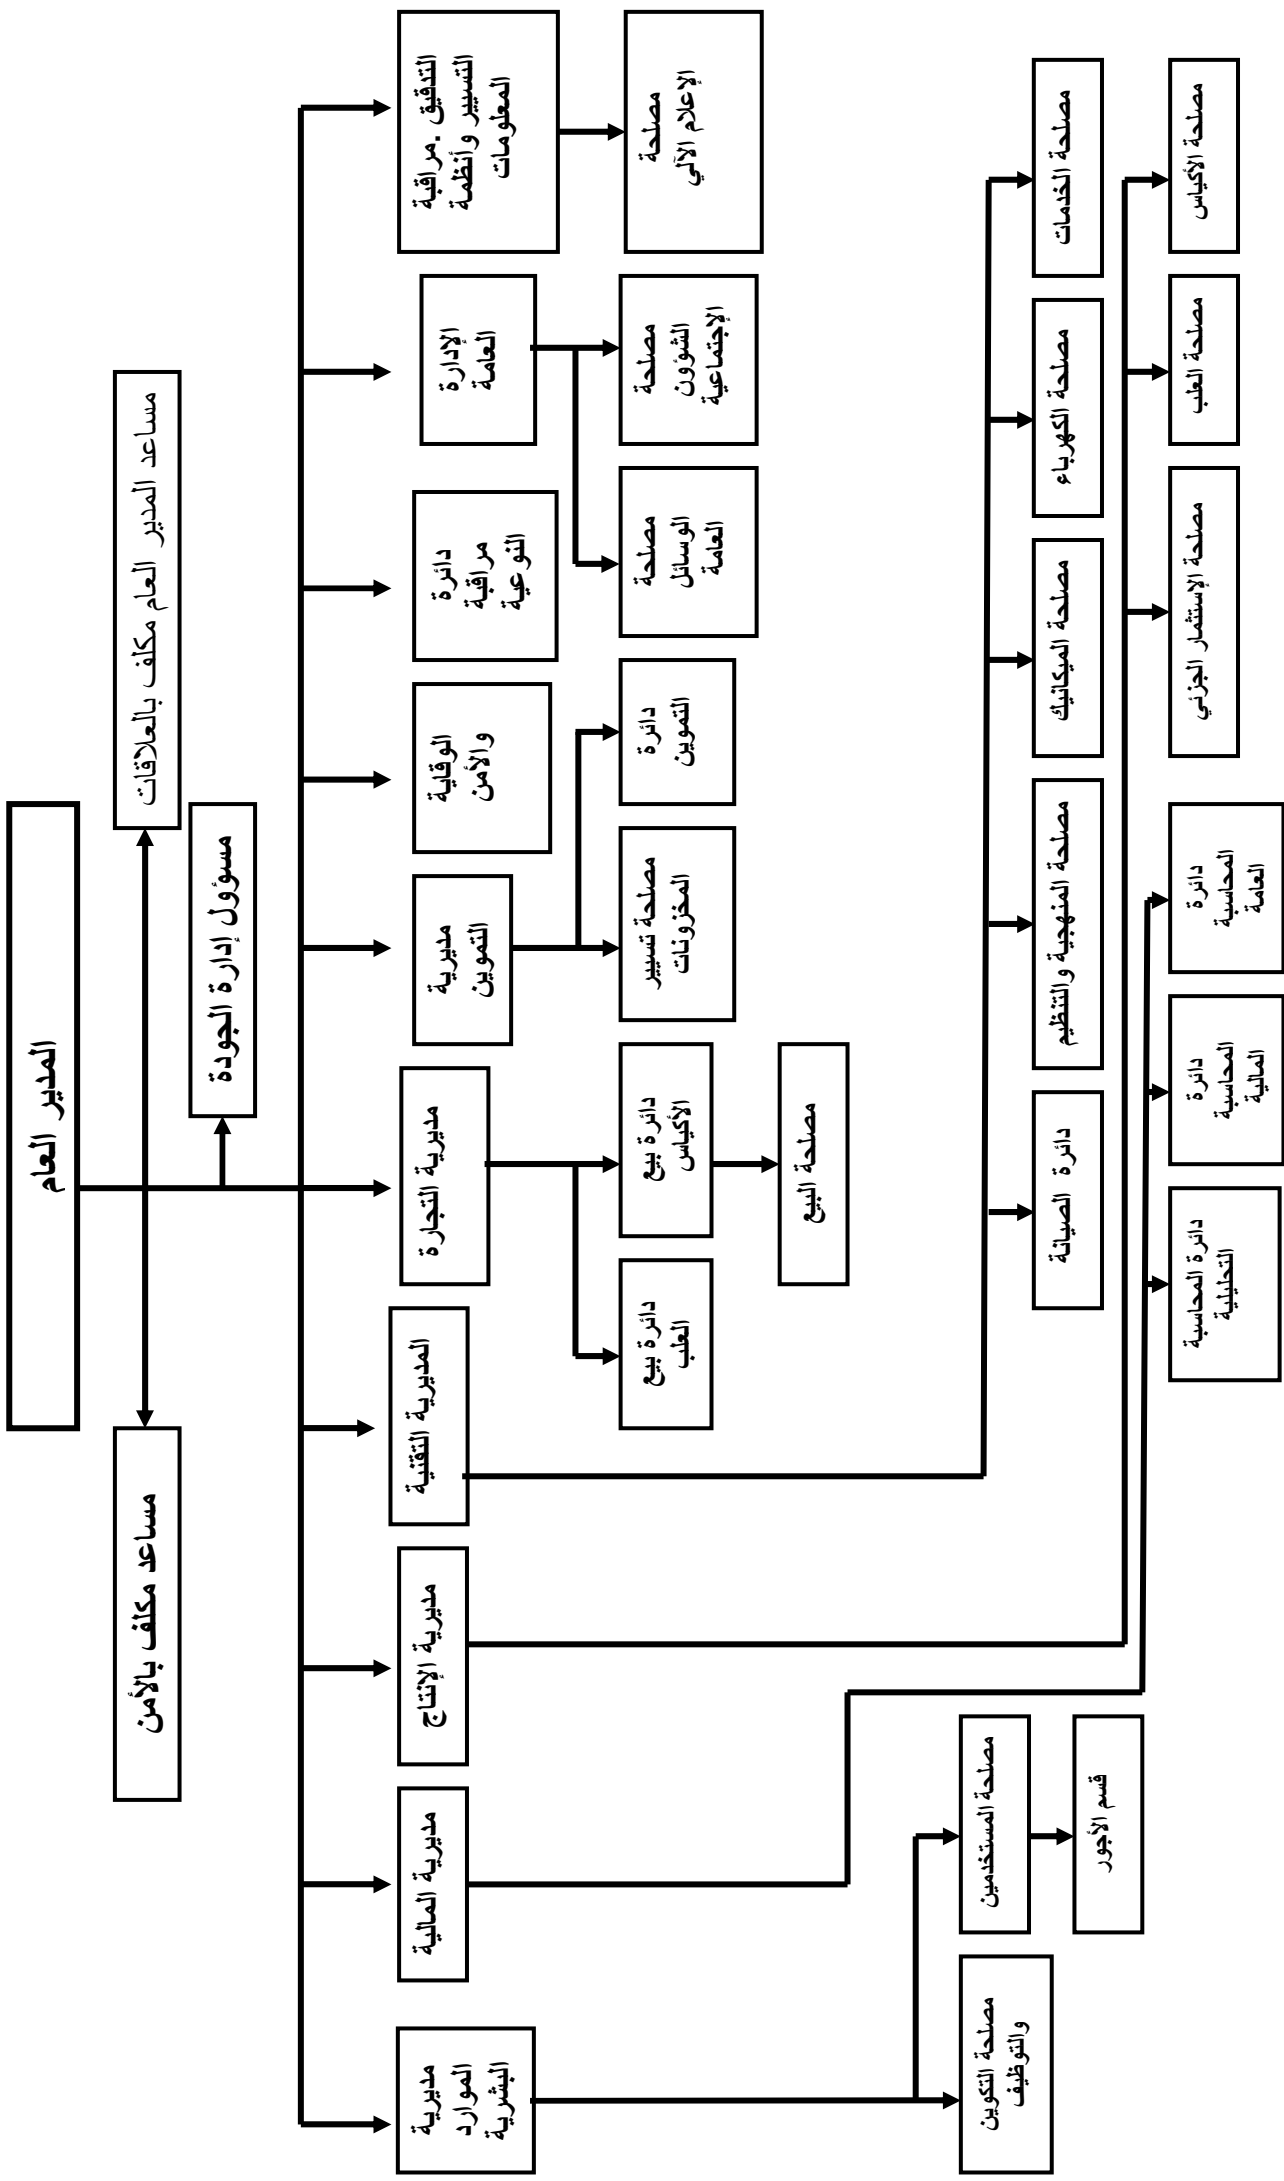 المدير العام
مساعد المدير العام مكلف بالعلاقات
مساعد مكلف بالأمن
مسؤول إدارة الجودة
التدقيق .مراقبة
التسيير وأنظمة
المعلومات
الإدارة
العامة
دائرة
مراقبة
النوعية
الوقاية
والأمن
مديرية
التموين
مديرية التجارة
المديرية التقنية
مديرية الإنتاج
مديرية المالية
مديرية
الموارد
البشرية
مصلحة
الإعلام الآلي
مصلحة
الشؤون
الإجتماعية
مصلحة
الوسائل
العامة
دائرة
التموين
مصلحة تسيير
المخزونات
دائرة بيع
الأكياس
دائرة بيع
العلب
مصلحة البيع
مصلحة الخدمات
مصلحة الكهرباء
مصلحة الميكانيك
مصلحة المنهجية والتنظيم
دائرة الصيانة
مصلحة الأكياس
مصلحة العلب
مصلحة الإستثمار الجزئي
دائرة
المحاسبة
العامة
دائرة
المحاسبة
المالية
دائرة المحاسبة
التحليلية
مصلحة المستخدمين
مصلحة التكوين
والتوظيف
قسم الأجور